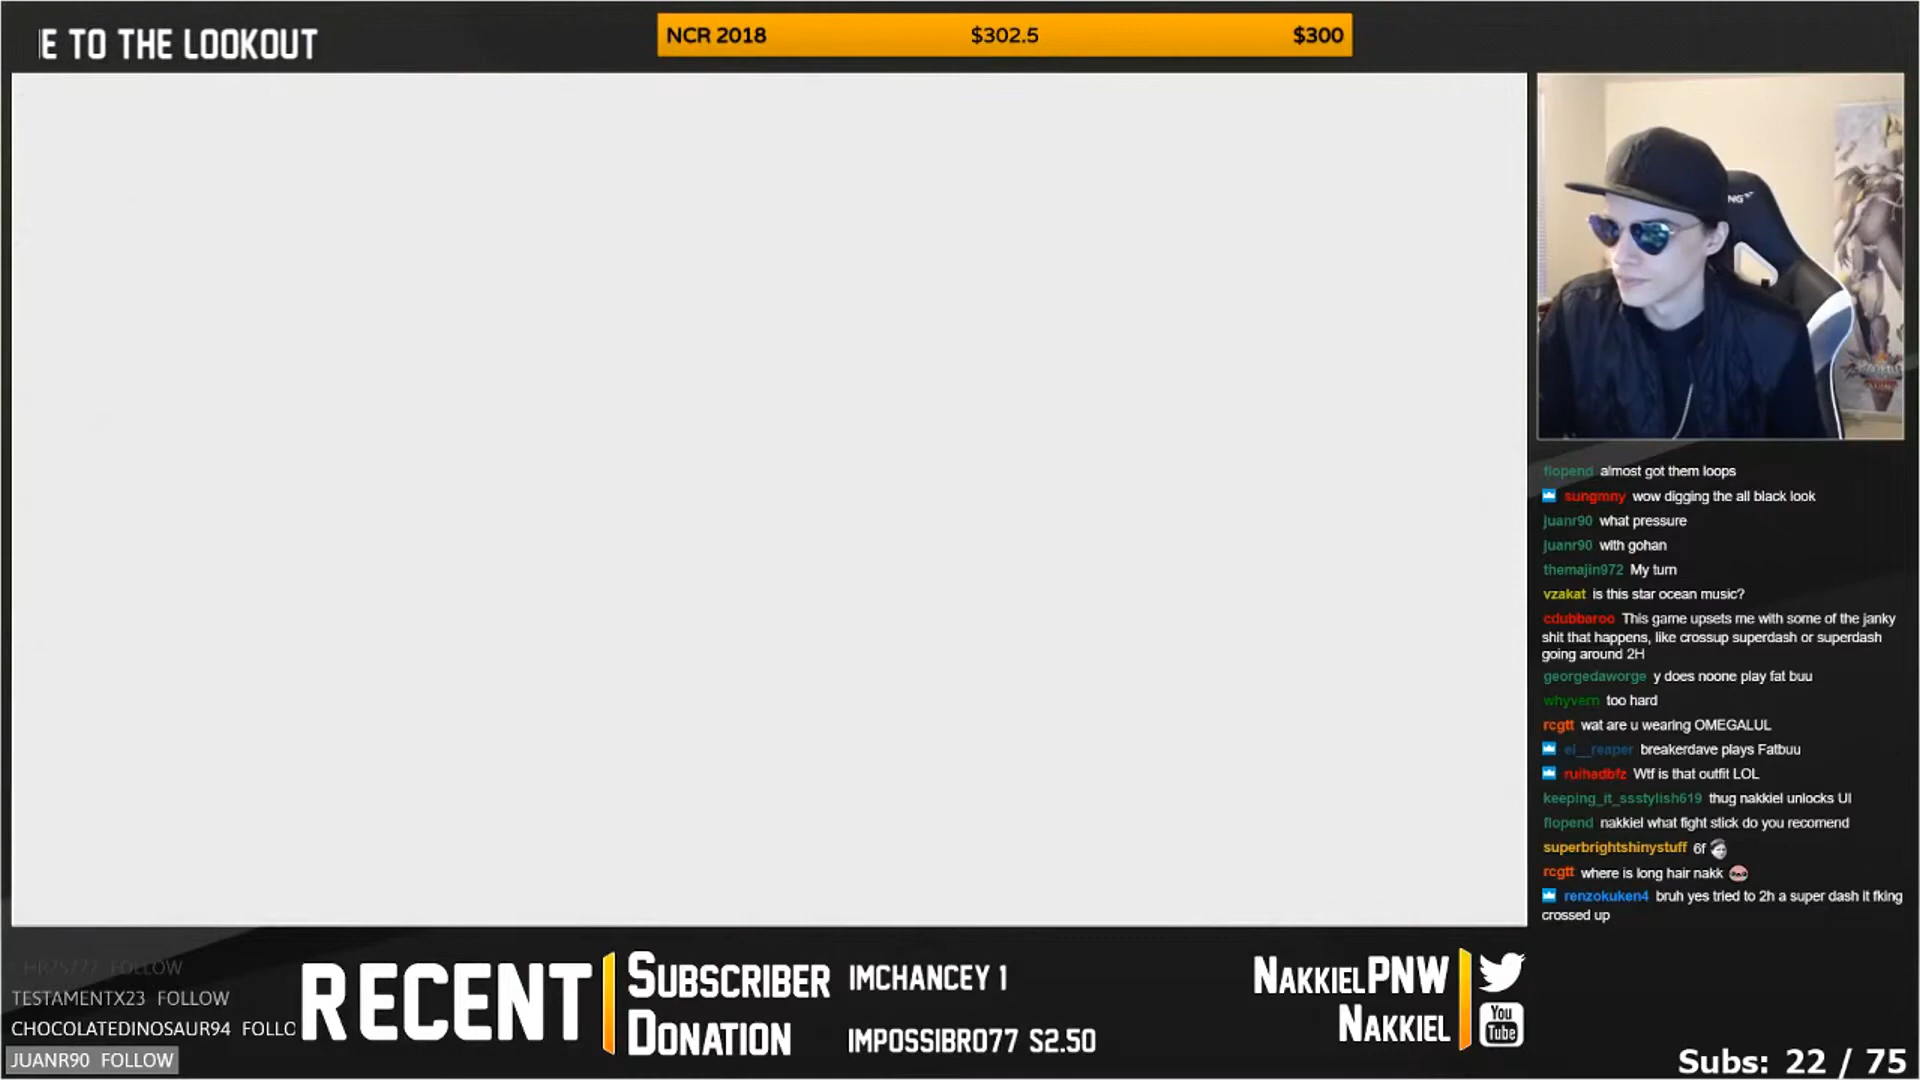 E TO THE LOOKOUT
NCR 2018 $302.5 $300
NG
flopend almost got them loops
sungmny wow digging the all black look
juanr90 what pressure
juanr90 with gohan
themajin972 My turn
vzakat is this star ocean music?
cdubbaroo This game upsets me with some of the janky
shit that happens, like crossup superdash or superdash
going around 2H
georgedaworge y does noone play fat buu
whyvern too hard
rcgtt wat are u wearing OMEGALUL
el__reaper breakerdave plays Fatbuu
ruihadbfz Wtf is that outfit LOL
keeping_it_ssstylish619 thug nakkiel unlocks UI
flopend nakkiel what fight stick do you recomend
superbrightshinystuff 6f
rcgtt where is long hair nakk
renzokuken4 bruh yes tried to 2h a super dash it fking
crossed up
FOLLOW
TESTAMENTX23 FOLLOW
CHOCOLATEDINOSAUR94 FOLLO
JUANR90 FOLLOW
RECENT
SUBSCRIBER IMCHANCEY 1
DONATION IMPOSSIBRO77 $2.50
NAKKIELPNW
NAKKIEL
You
Tube
Subs: 22 / 75